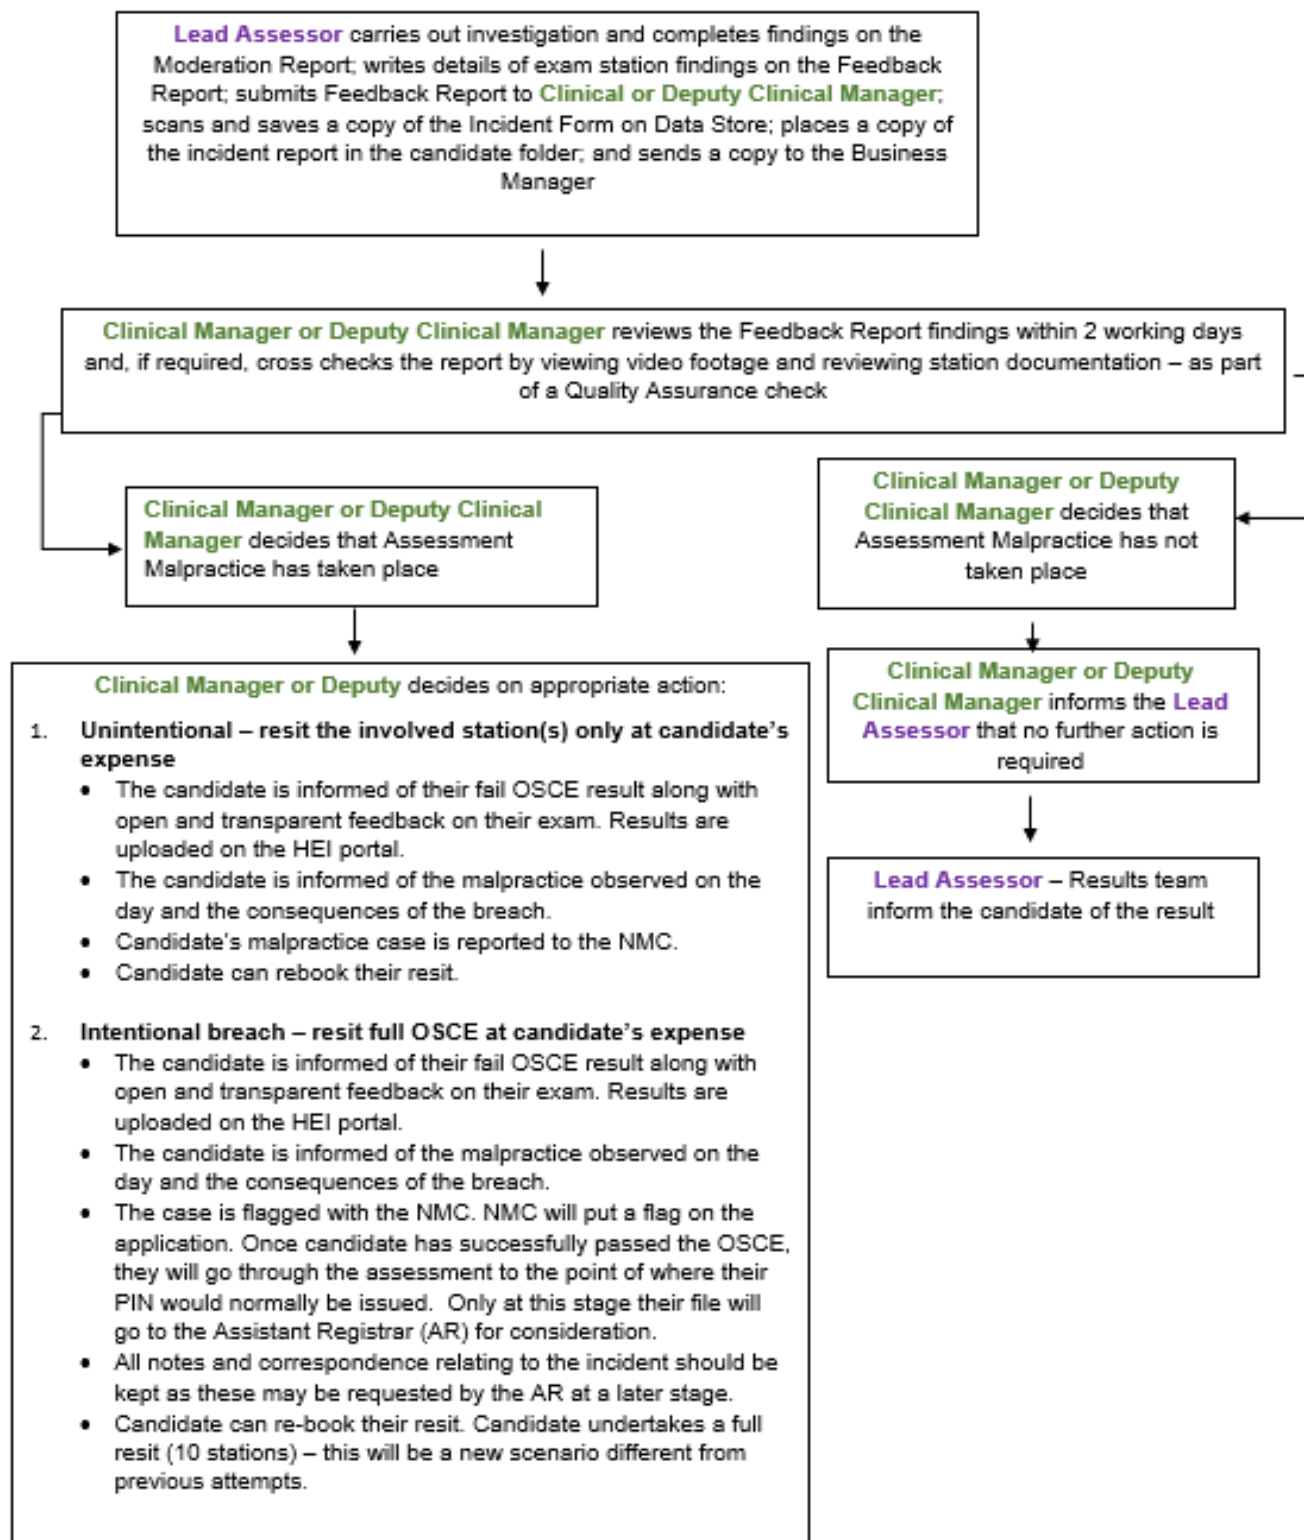 Lead Assessor carries out investigation and completes findings on the
Moderation Report; writes details of exam station findings on the Feedback
Report; submits Feedback Report to Clinical or Deputy Clinical Manager;
scans and saves a copy of the Incident Form on Data Store; places a copy of
the incident report in the candidate folder; and sends a copy to the Business
Manager
Clinical Manager or Deputy Clinical Manager reviews the Feedback Report findings within 2 working days
and, if required, cross checks the report by viewing video footage and reviewing station documentation – as part
of a Quality Assurance check
Clinical Manager or Deputy Clinical
Manager decides that Assessment
Malpractice has taken place
Clinical Manager or Deputy
Clinical Manager decides that
Assessment Malpractice has not
taken place
Clinical Manager or Deputy decides on appropriate action:
1. Unintentional – resit the involved station(s) only at candidate's
expense
• The candidate is informed of their fail OSCE result along with
open and transparent feedback on their exam. Results are
uploaded on the HEI portal.
• The candidate is informed of the malpractice observed on the
day and the consequences of the breach.
• Candidate's malpractice case is reported to the NMC.
• Candidate can rebook their resit.
2. Intentional breach – resit full OSCE at candidate's expense
• The candidate is informed of their fail OSCE result along with
open and transparent feedback on their exam. Results are
uploaded on the HEI portal.
• The candidate is informed of the malpractice observed on the
day and the consequences of the breach.
• The case is flagged with the NMC. NMC will put a flag on the
application. Once candidate has successfully passed the OSCE,
they will go through the assessment to the point of where their
PIN would normally be issued.  Only at this stage their file will
go to the Assistant Registrar (AR) for consideration.
• All notes and correspondence relating to the incident should be
kept as these may be requested by the AR at a later stage.
• Candidate can re-book their resit. Candidate undertakes a full
resit (10 stations) – this will be a new scenario different from
previous attempts.
Clinical Manager or Deputy
Clinical Manager informs the Lead
Assessor that no further action is
required
Lead Assessor – Results team
inform the candidate of the result